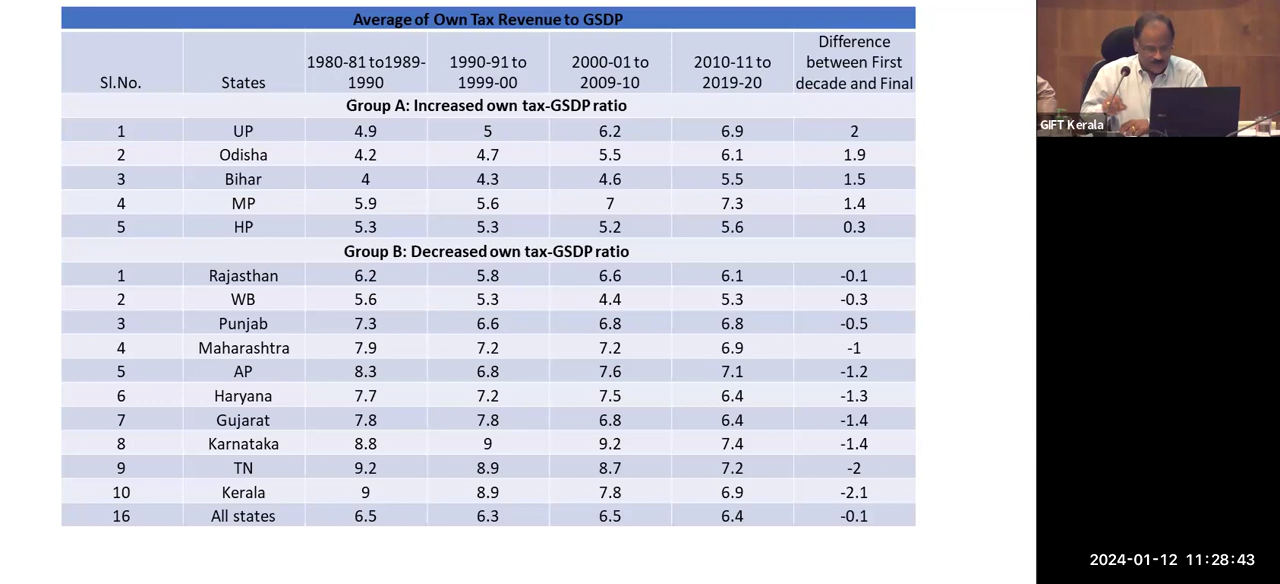 Average of Own Tax Revenue to GSDP
Sl.No. States 1980-81 to1989-1990 1990-91 to 1999-00 2000-01 to 2009-10 2010-11 to 2019-20 Difference between First decade and Final
Group A: Increased own tax-GSDP ratio
1 UP 4.9 5 6.2 6.9 2
2 Odisha 4.2 4.7 5.5 6.1 1.9
3 Bihar 4 4.3 4.6 5.5 1.5
4 MP 5.9 5.6 7 7.3 1.4
5 HP 5.3 5.3 5.2 5.6 0.3
Group B: Decreased own tax-GSDP ratio
1 Rajasthan 6.2 5.8 6.6 6.1 -0.1
2 WB 5.6 5.3 4.4 5.3 -0.3
3 Punjab 7.3 6.6 6.8 6.8 -0.5
4 Maharashtra 7.9 7.2 7.2 6.9 -1
5 AP 8.3 6.8 7.6 7.1 -1.2
6 Haryana 7.7 7.2 7.5 6.4 -1.3
7 Gujarat 7.8 7.8 6.8 6.4 -1.4
8 Karnataka 8.8 9 9.2 7.4 -1.4
9 TN 9.2 8.9 8.7 7.2 -2
10 Kerala 9 8.9 7.8 6.9 -2.1
16 All states 6.5 6.3 6.5 6.4 -0.1
GIFT Kerala
2024-01-12 11:28:43